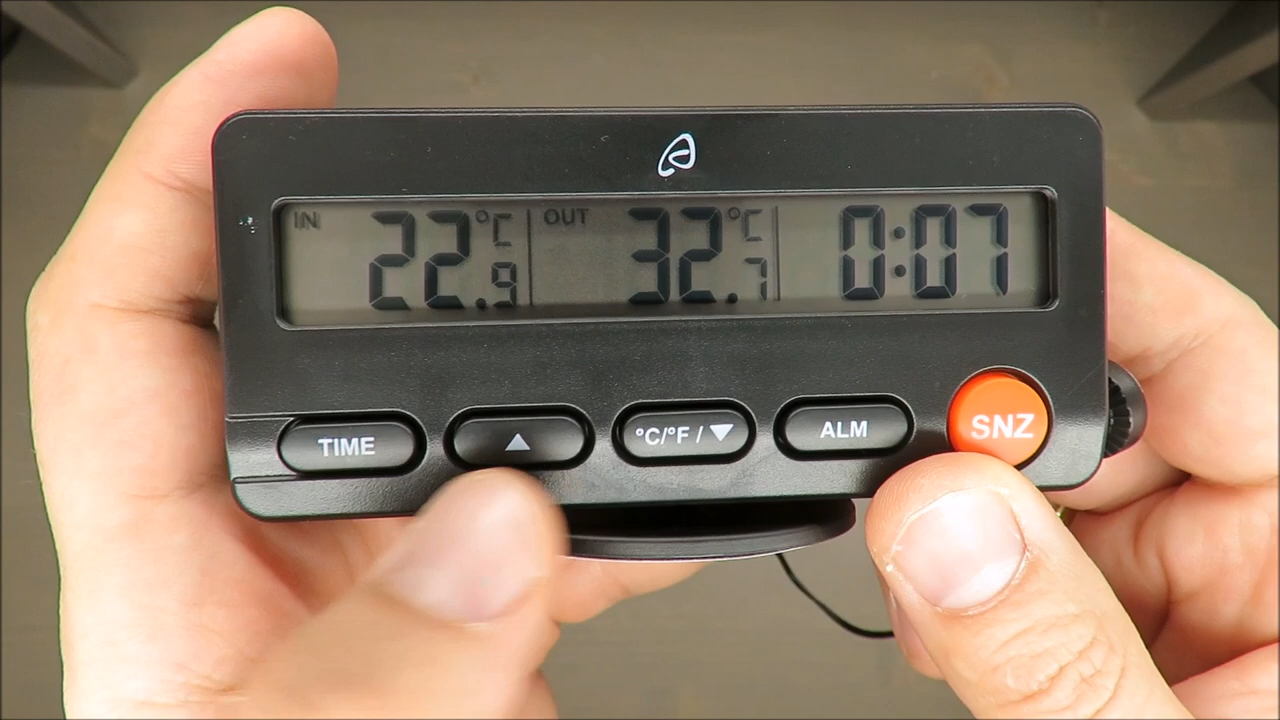 IN 22.9 °C OUT 32.7 °C 0:07
TIME ▲ °C/°F / ▼ ALM SNZ